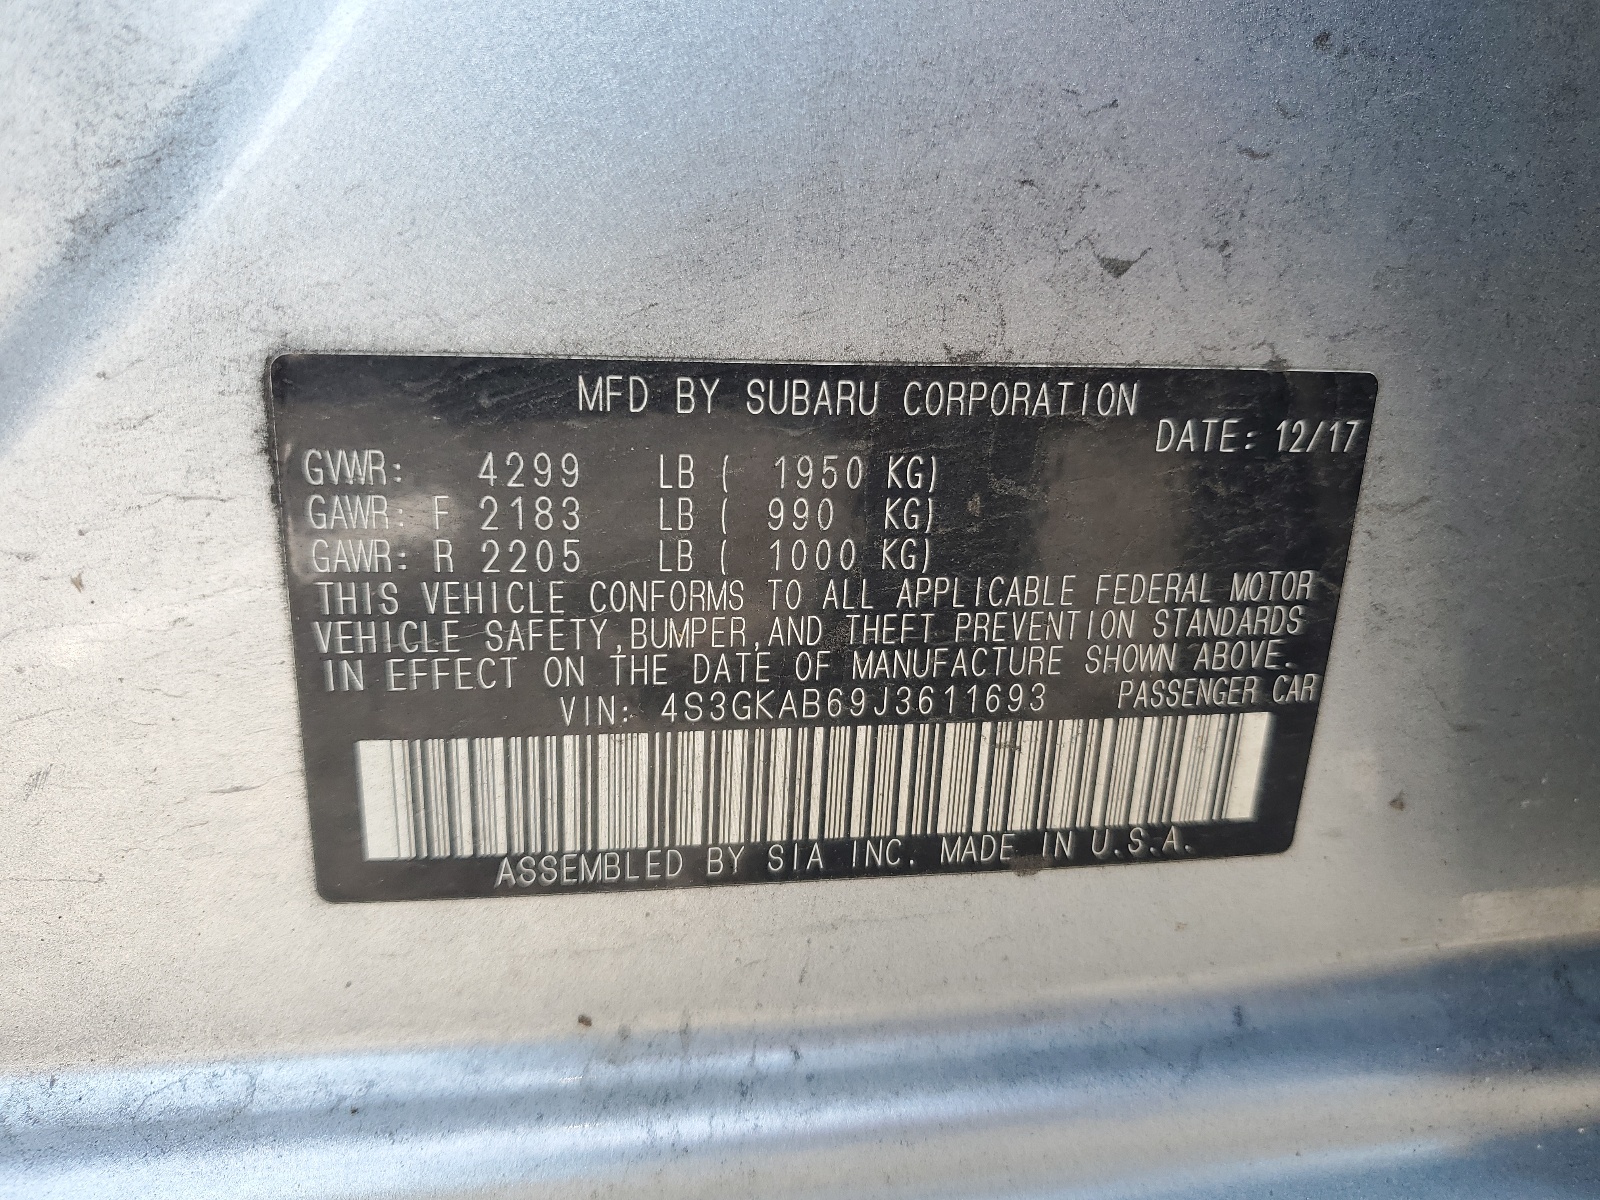 MFD BY SUBARU CORPORATION
DATE: 12/17
GVWR: 4299 LB ( 1950 KG)
GAWR: F 2183 LB ( 990 KG)
GAWR: R 2205 LB ( 1000 KG)
THIS VEHICLE CONFORMS TO ALL APPLICABLE FEDERAL MOTOR
VEHICLE SAFETY,BUMPER,AND THEFT PREVENTION STANDARDS
IN EFFECT ON THE DATE OF MANUFACTURE SHOWN ABOVE.
VIN: 4S3GKAB69J3611693 PASSENGER CAR
ASSEMBLED BY SIA INC. MADE IN U.S.A.